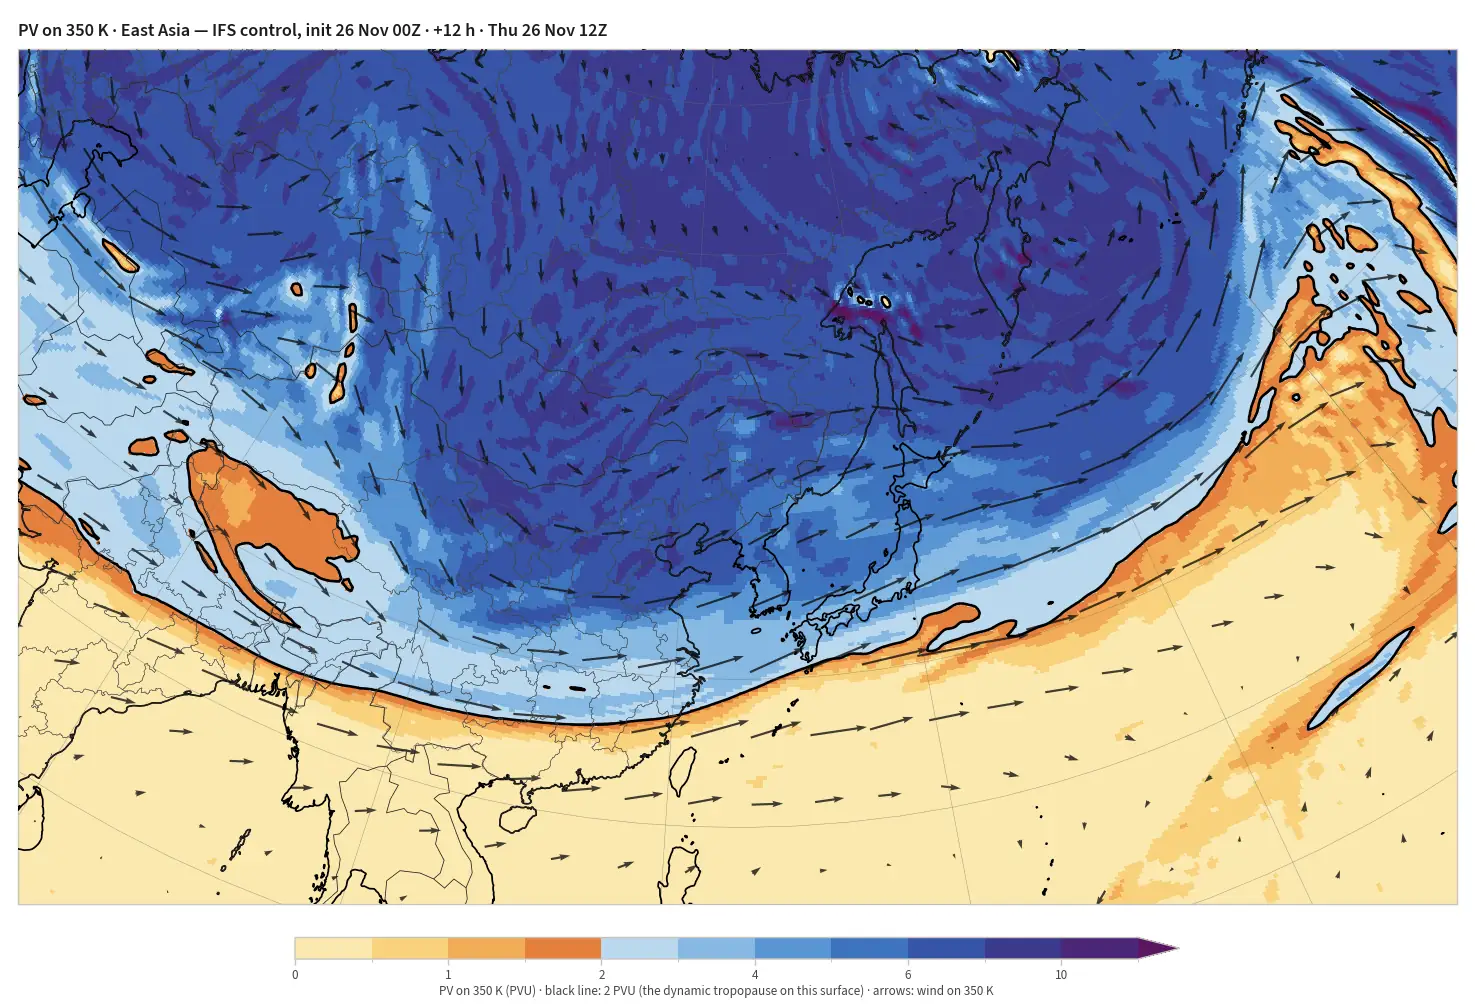 PV on 350 K · East Asia — IFS control, init 26 Nov 00Z · +12 h · Thu 26 Nov 12Z
0 1 2 4 6 10
PV on 350 K (PVU) · black line: 2 PVU (the dynamic tropopause on this surface) · arrows: wind on 350 K